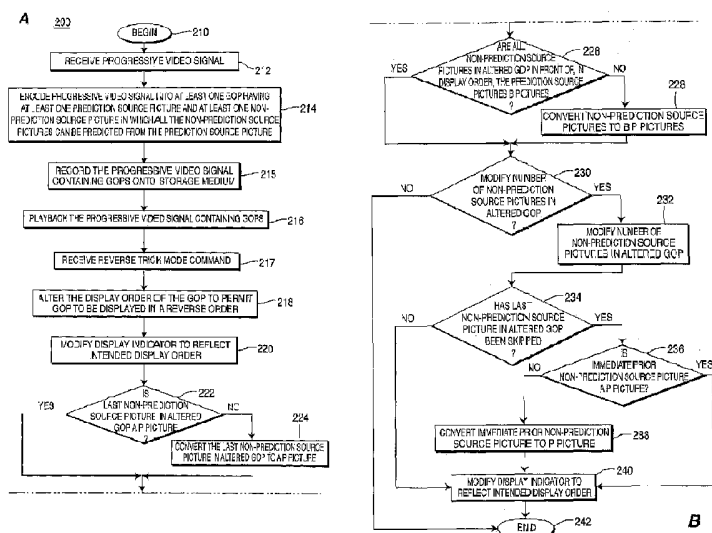 A
200
BEGIN
210
RECEIVE PROGRESSIVE VIDEO SIGNAL
212
ENCODE PROGRESSIVE VIDEO SIGNAL INTO AT LEAST ONE GOP HAVING
AT LEAST ONE PREDICTION SOURCE PICTURE AND AT LEAST ONE NON-
PREDICTION SOURCE PICTURE IN WHICH ALL THE NON-PREDICTION SOURCE
PICTURES CAN BE PREDICTED FROM THE PREDICTION SOURCE PICTURE
214
RECORD THE PROGRESSIVE VIDEO SIGNAL
CONTAINING GOPS ONTO STORAGE MEDIUM
215
PLAYBACK THE PROGRESSIVE VIDEO SIGNAL CONTAINING GOPS
216
RECEIVE REVERSE TRICK MODE COMMAND
217
ALTER THE DISPLAY ORDER OF THE GOP TO PERMIT
GOP TO BE DISPLAYED IN A REVERSE ORDER
218
MODIFY DISPLAY INDICATOR TO REFLECT
INTENDED DISPLAY ORDER
220
IS
LAST NON-PREDICTION
SOURCE PICTURE IN ALTERED
GOP A P PICTURE
?
222
YES
NO
224
CONVERT THE LAST NON-PREDICTION SOURCE
PICTURE IN ALTERED GOP TO A P PICTURE
ARE ALL
NON-PREDICTION SOURCE
PICTURES IN ALTERED GOP IN FRONT OF, IN
DISPLAY ORDER, THE PREDICTION SOURCE
PICTURES B PICTURES
?
226
YES
NO
228
CONVERT NON-PREDICTION SOURCE
PICTURES TO B PICTURES
MODIFY NUMBER
OF NON-PREDICTION
SOURCE PICTURES IN
ALTERED GOP
?
230
NO
YES
232
MODIFY NUMBER OF
NON-PREDICTION SOURCE
PICTURES IN ALTERED GOP
HAS LAST
NON-PREDICTION SOURCE
PICTURE IN ALTERED GOP
BEEN SKIPPED
?
234
NO
YES
236
IS
IMMEDIATE PRIOR
NON-PREDICTION SOURCE PICTURE
A P PICTURE?
NO
YES
CONVERT IMMEDIATE PRIOR NON-PREDICTION
SOURCE PICTURE TO P PICTURE
238
240
MODIFY DISPLAY INDICATOR TO
REFLECT INTENDED DISPLAY ORDER
END
242
B